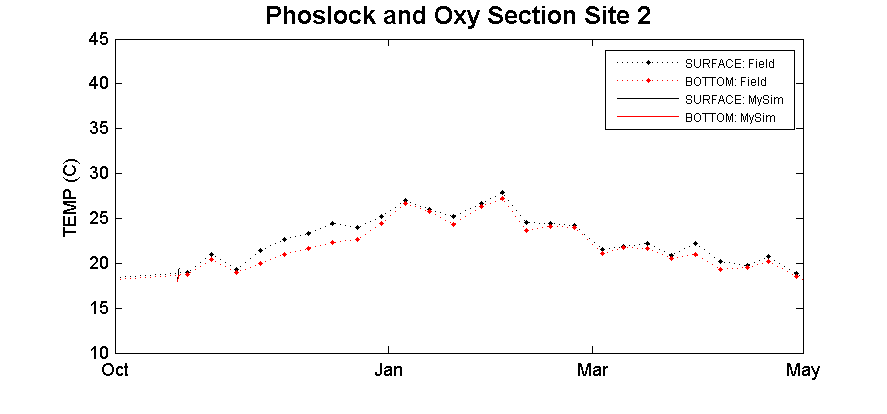 Phoslock and Oxy Section Site 2
45
40
35
30
25
20
15
10
TEMP (C)
SURFACE: Field
BOTTOM: Field
SURFACE: MySim
BOTTOM: MySim
Oct Jan Mar May